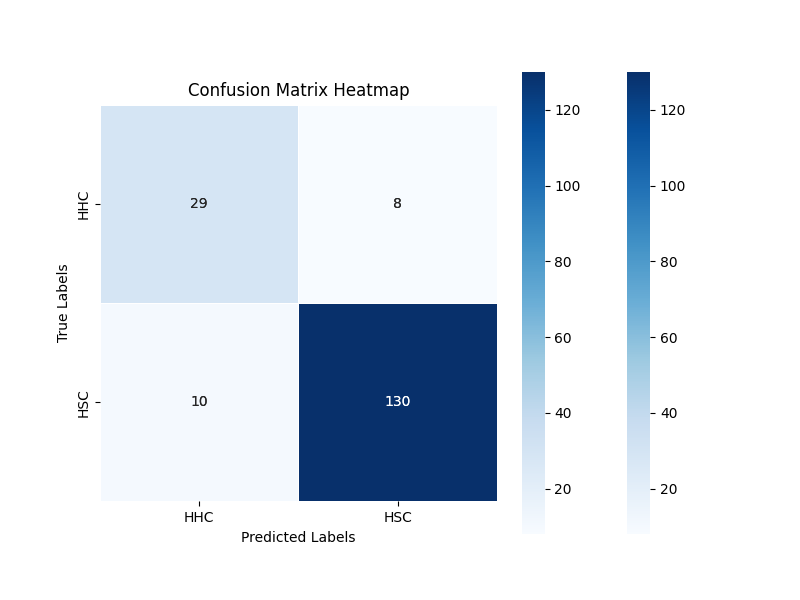 Confusion Matrix Heatmap
True Labels
HHC
29
8
HSC
10
130
HHC
HSC
Predicted Labels
120
100
80
60
40
20
120
100
80
60
40
20